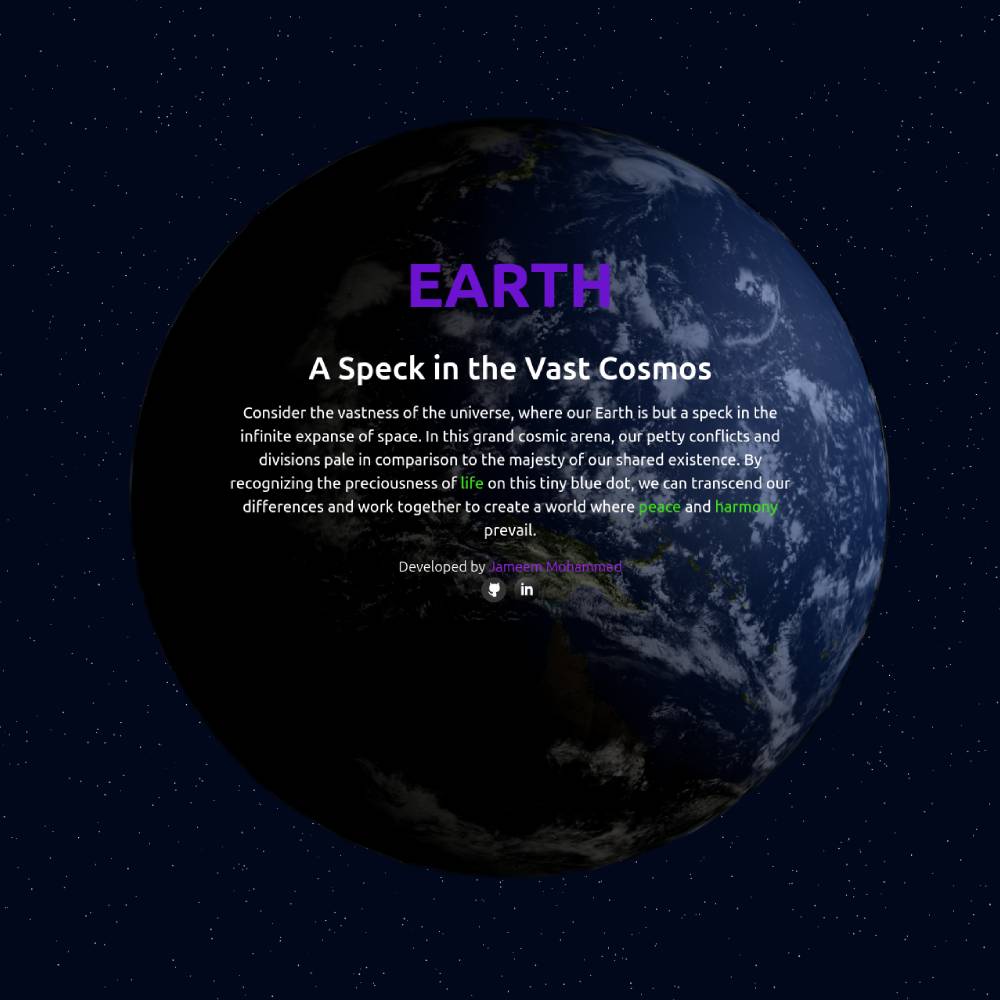 EARTH
A Speck in the Vast Cosmos
Consider the vastness of the universe, where our Earth is but a speck in the
infinite expanse of space. In this grand cosmic arena, our petty conflicts and
divisions pale in comparison to the majesty of our shared existence. By
recognizing the preciousness of life on this tiny blue dot, we can transcend our
differences and work together to create a world where peace and harmony
prevail.
Developed by Jameem Mohammad
in